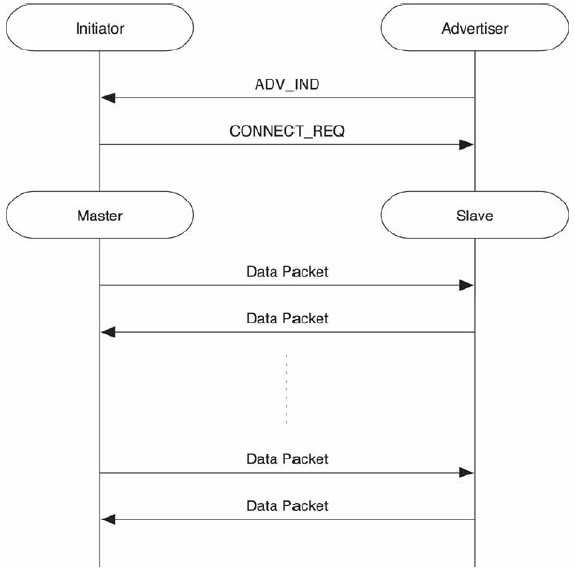 Initiator
Advertiser
ADV_IND
CONNECT_REQ
Master
Slave
Data Packet
Data Packet
Data Packet
Data Packet